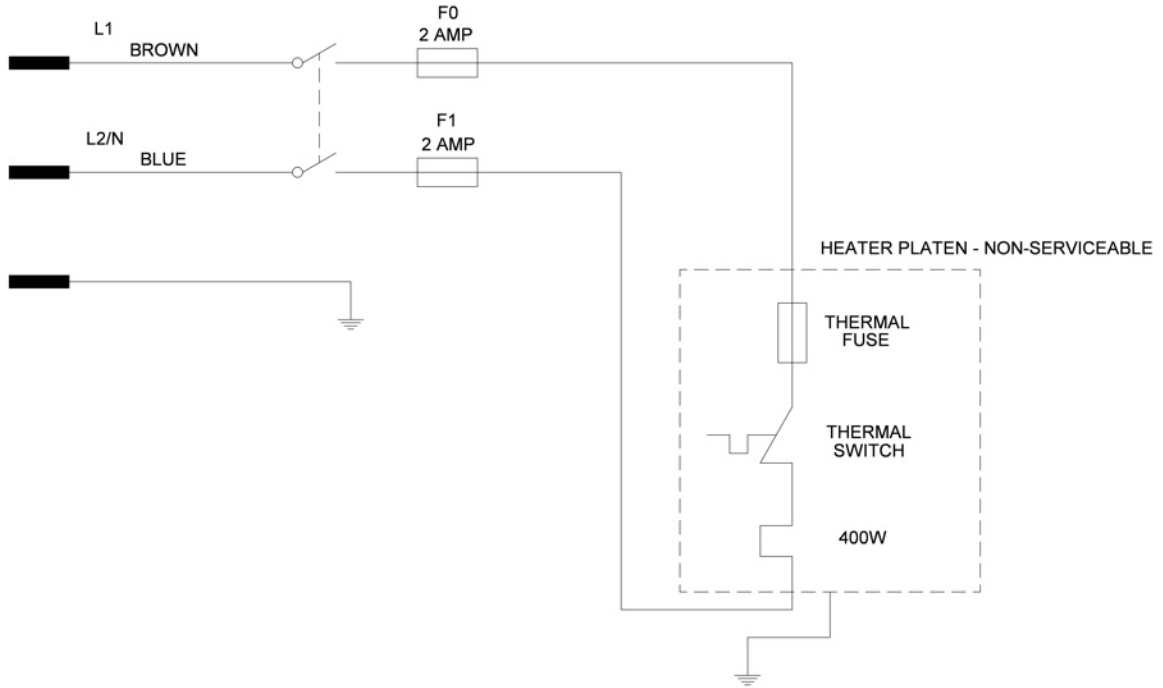 L1
BROWN
F0
2 AMP
L2/N
BLUE
F1
2 AMP
HEATER PLATEN - NON-SERVICEABLE
THERMAL
FUSE
THERMAL
SWITCH
400W